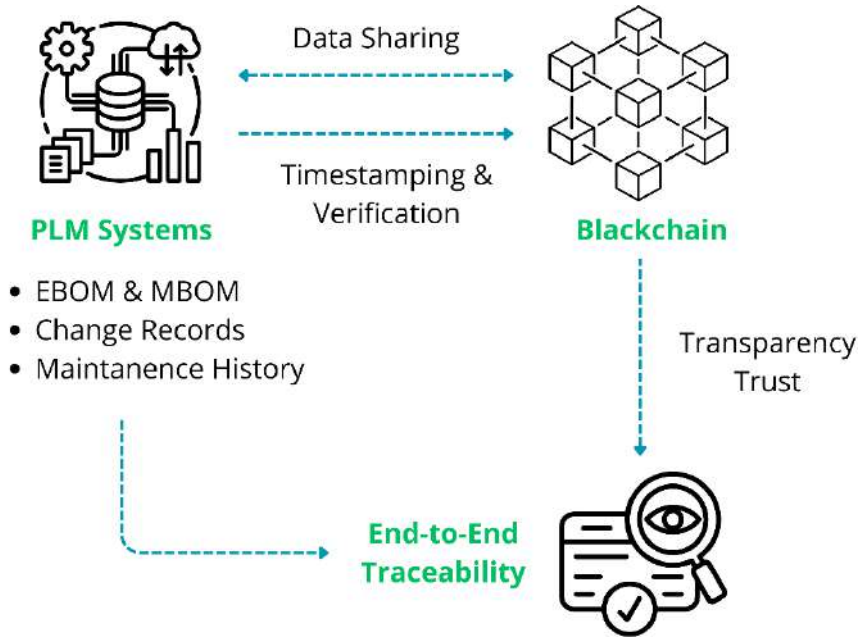 Data Sharing
Timestamping &
Verification
PLM Systems
Blackchain
• EBOM & MBOM
• Change Records
• Maintanence History
Transparency
Trust
End-to-End
Traceability